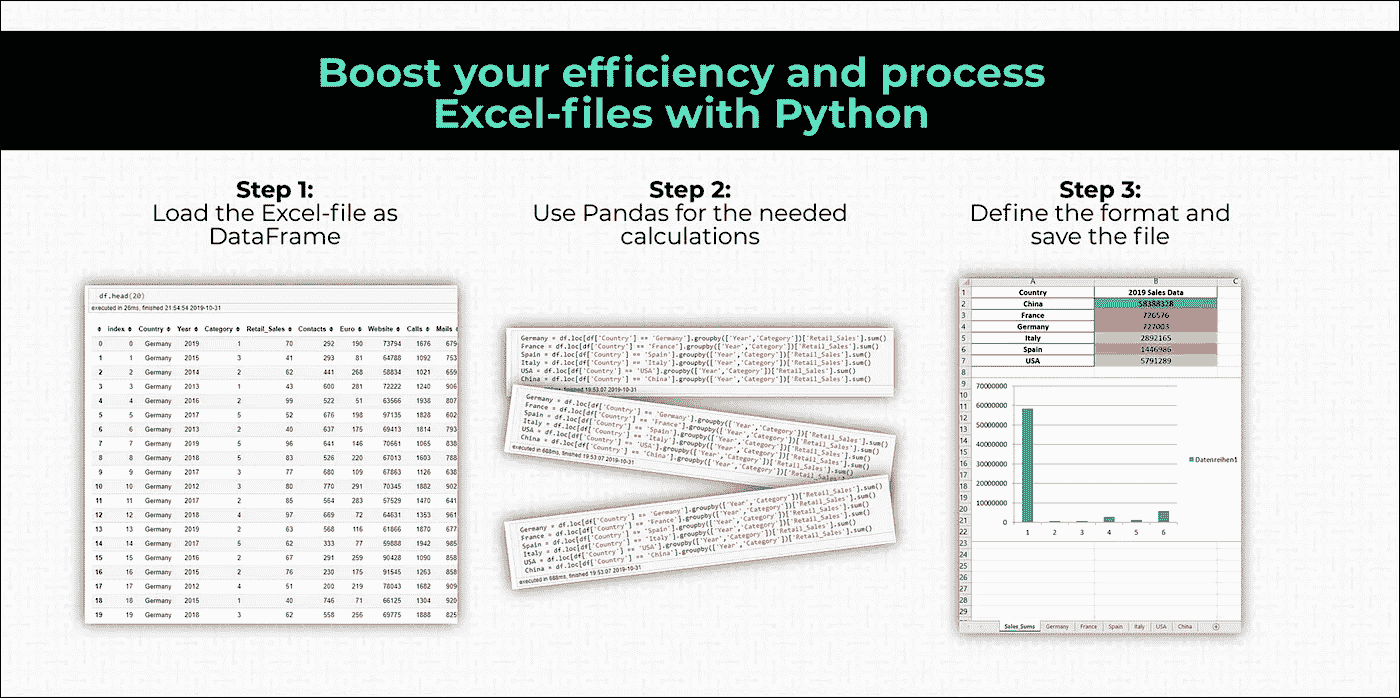 Boost your efficiency and process
Excel-files with Python
Step 1:
Load the Excel-file as
DataFrame
Step 2:
Use Pandas for the needed
calculations
Step 3:
Define the format and
save the file
df.head(20)
executed in 26ms, finished 21:54:54 2019-10-31
index Country Year Category Retail_Sales Contacts Euro Website Calls Mails
0 0 Germany 2019 1 70 292 190 73794 1676 679
1 1 Germany 2015 3 41 293 81 64788 1092 753
2 2 Germany 2014 2 62 441 268 58834 1021 659
3 3 Germany 2013 1 43 600 281 72222 1240 906
4 4 Germany 2016 2 99 522 51 63566 1938 807
5 5 Germany 2017 5 52 676 198 97135 1828 602
6 6 Germany 2013 2 40 637 175 69413 1814 793
7 7 Germany 2019 5 96 641 146 70661 1065 838
8 8 Germany 2018 5 83 526 220 67013 1603 788
9 9 Germany 2017 3 77 680 109 67863 1126 638
10 10 Germany 2012 3 80 770 291 70345 1882 902
11 11 Germany 2017 2 85 564 283 57529 1470 641
12 12 Germany 2018 4 97 669 72 64631 1353 961
13 13 Germany 2019 2 63 568 116 61866 1870 677
14 14 Germany 2017 5 62 333 77 59888 1942 985
15 15 Germany 2016 2 67 291 259 90428 1090 858
16 16 Germany 2015 2 76 230 175 91545 1263 858
17 17 Germany 2012 4 51 200 219 78043 1682 909
18 18 Germany 2015 1 40 746 71 66125 1304 920
19 19 Germany 2018 3 62 558 256 69775 1888 825
Germany = df.loc[df['Country'] == 'Germany'].groupby(['Year','Category'])['Retail_Sales'].sum()
France = df.loc[df['Country'] == 'France'].groupby(['Year','Category'])['Retail_Sales'].sum()
Spain = df.loc[df['Country'] == 'Spain'].groupby(['Year','Category'])['Retail_Sales'].sum()
Italy = df.loc[df['Country'] == 'Italy'].groupby(['Year','Category'])['Retail_Sales'].sum()
USA = df.loc[df['Country'] == 'USA'].groupby(['Year','Category'])['Retail_Sales'].sum()
China = df.loc[df['Country'] == 'China'].groupby(['Year','Category'])['Retail_Sales'].sum()
finished 19:53:07 2019-10-31
Germany = df.loc[df['Country'] == 'Germany'].groupby(['Year','Category'])['Retail_Sales'].sum()
France = df.loc[df['Country'] == 'France'].groupby(['Year','Category'])['Retail_Sales'].sum()
Spain = df.loc[df['Country'] == 'Spain'].groupby(['Year','Category'])['Retail_Sales'].sum()
Italy = df.loc[df['Country'] == 'Italy'].groupby(['Year','Category'])['Retail_Sales'].sum()
USA = df.loc[df['Country'] == 'USA'].groupby(['Year','Category'])['Retail_Sales'].sum()
China = df.loc[df['Country'] == 'China'].groupby(['Year','Category'])['Retail_Sales'].sum()
executed in 688ms, finished 19:53:07 2019-10-31
Germany = df.loc[df['Country'] == 'Germany'].groupby(['Year','Category'])['Retail_Sales'].sum()
France = df.loc[df['Country'] == 'France'].groupby(['Year','Category'])['Retail_Sales'].sum()
Spain = df.loc[df['Country'] == 'Spain'].groupby(['Year','Category'])['Retail_Sales'].sum()
Italy = df.loc[df['Country'] == 'Italy'].groupby(['Year','Category'])['Retail_Sales'].sum()
USA = df.loc[df['Country'] == 'USA'].groupby(['Year','Category'])['Retail_Sales'].sum()
China = df.loc[df['Country'] == 'China'].groupby(['Year','Category'])['Retail_Sales'].sum()
executed in 688ms, finished 19:53:07 2019-10-31
A B C
1 Country 2019 Sales Data
2 China 58388328
3 France 726576
4 Germany 727003
5 Italy 2892165
6 Spain 1446986
7 USA 5791289
8
9
10
11
12
13
14
15
16
17
18
19
20
21
22
23
24
25
26
27
28
29
70000000
60000000
50000000
40000000
30000000
20000000
10000000
0
1 2 3 4 5 6
Datenreihen1
Sales_Sums Germany France Spain Italy USA China